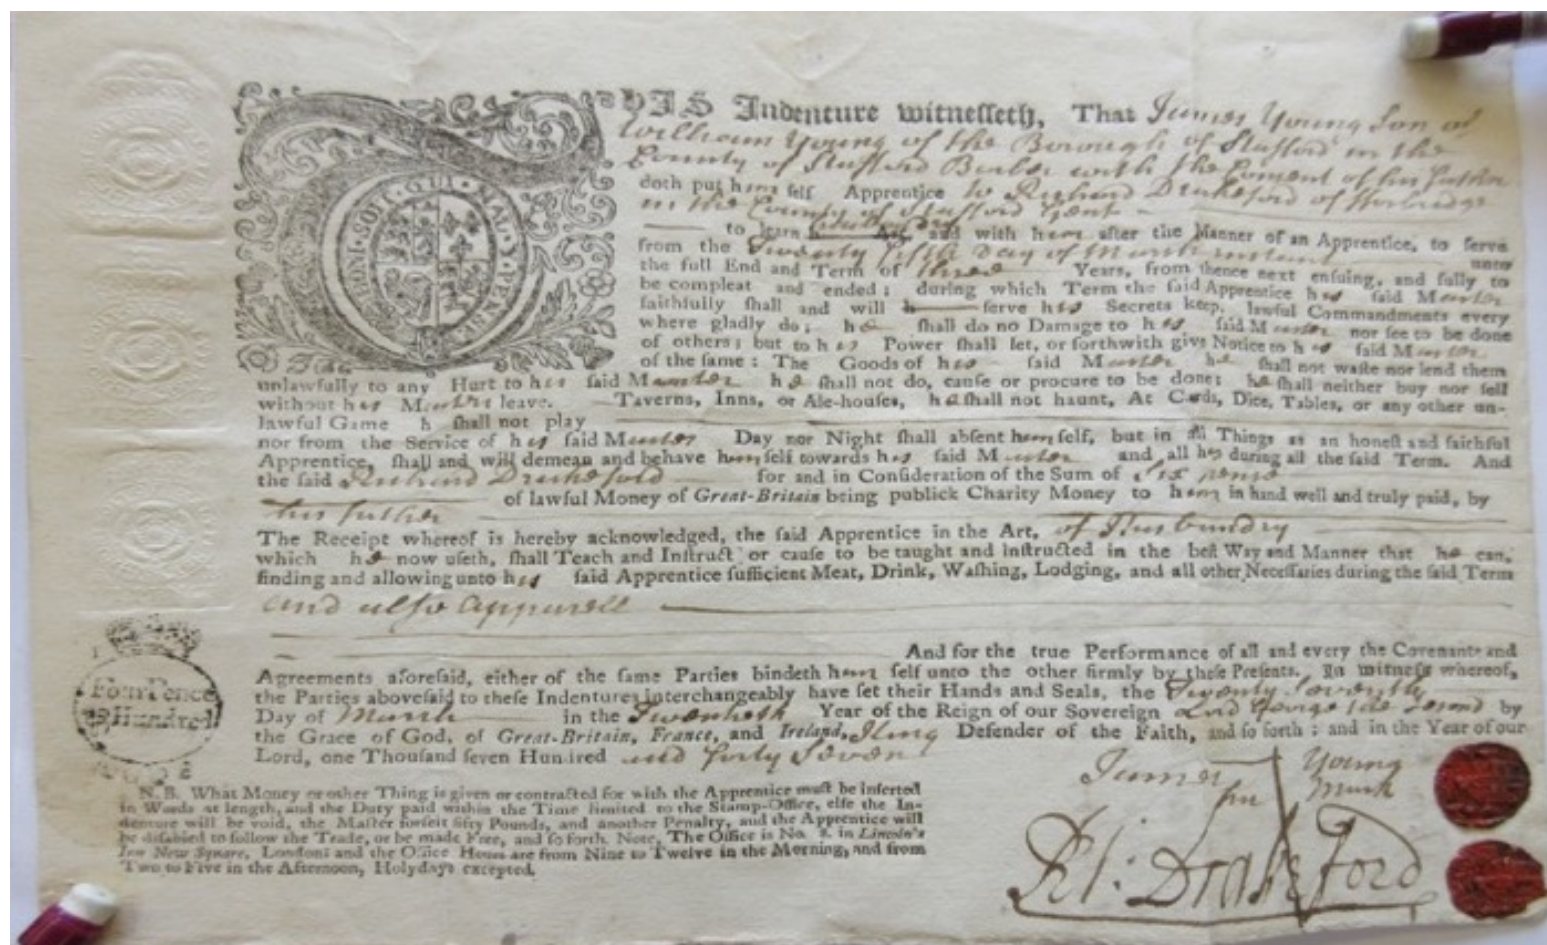 HIS Indenture witnesseth, That James Young Son of
William Young of the Borough of Stafford in the
County of Stafford Barber with the Consent of his father
doth put himself Apprentice to Richard Drakeford of Forbridge
in the County of Stafford Gent
to learn and with him after the Manner of an Apprentice, to serve
from the Twenty fifth Day of March instant unto
the full End and Term of three Years, from thence next ensuing, and fully to
be compleat and ended; during which Term the said Apprentice his said Master
faithfully shall and will serve his Secrets keep, lawful Commandments every
where gladly do; he shall do no Damage to his said Master nor see to be done
of others; but to his Power shall let, or forthwith give Notice to his said Master
of the same: The Goods of his said Master he shall not waste nor lend them
unlawfully to any Hurt to his said Master he shall not do, cause or procure to be done; he shall neither buy nor sell
without his Masters leave. Taverns, Inns, or Ale-houses, he shall not haunt, At Cards, Dice, Tables, or any other un-
lawful Game h shall not play
nor from the Service of his said Master Day nor Night shall absent himself, but in all Things as an honest and faithful
Apprentice, shall and will demean and behave himself towards his said Master and all his during all the said Term. And
the said Richard Drakeford for and in Consideration of the Sum of Six pence
of lawful Money of Great-Britain being publick Charity Money to him in hand well and truly paid, by
his father
The Receipt whereof is hereby acknowledged, the said Apprentice in the Art, of Husbandry
which he now useth, shall Teach and Instruct or cause to be taught and instructed in the best Way and Manner that he can,
finding and allowing unto his said Apprentice sufficient Meat, Drink, Washing, Lodging, and all other Necessaries during the said Term
and also apparell
And for the true Performance of all and every the Covenants and
Agreements aforesaid, either of the same Parties bindeth him self unto the other firmly by these Presents. In witness whereof,
the Parties abovesaid to these Indentures interchangeably have set their Hands and Seals, the Twenty Seventh
Day of March in the Twentieth Year of the Reign of our Sovereign Lord George the Second by
the Grace of God, of Great-Britain, France, and Ireland, King Defender of the Faith, and so forth; and in the Year of our
Lord, one Thousand seven Hundred and forty Seven
HONI·SOIT·QUI·MAL·Y·PENSE
Four Pence
Hundred
N. B. What Money or other Thing is given or contracted for with the Apprentice must be inserted
in Words at length, and the Duty paid within the Time limited to the Stamp-Office, else the In-
denture will be void, the Master forfeit fifty Pounds, and another Penalty, and the Apprentice will
be disabled to follow the Trade, or be made Free, and so forth. Note, The Office is No. 2. in Lincoln's
Inn New Square, London; and the Office Hours are from Nine to Twelve in the Morning, and from
Two to Five in the Afternoon, Holydays excepted.
James Young
Mark
Ri: Drakeford